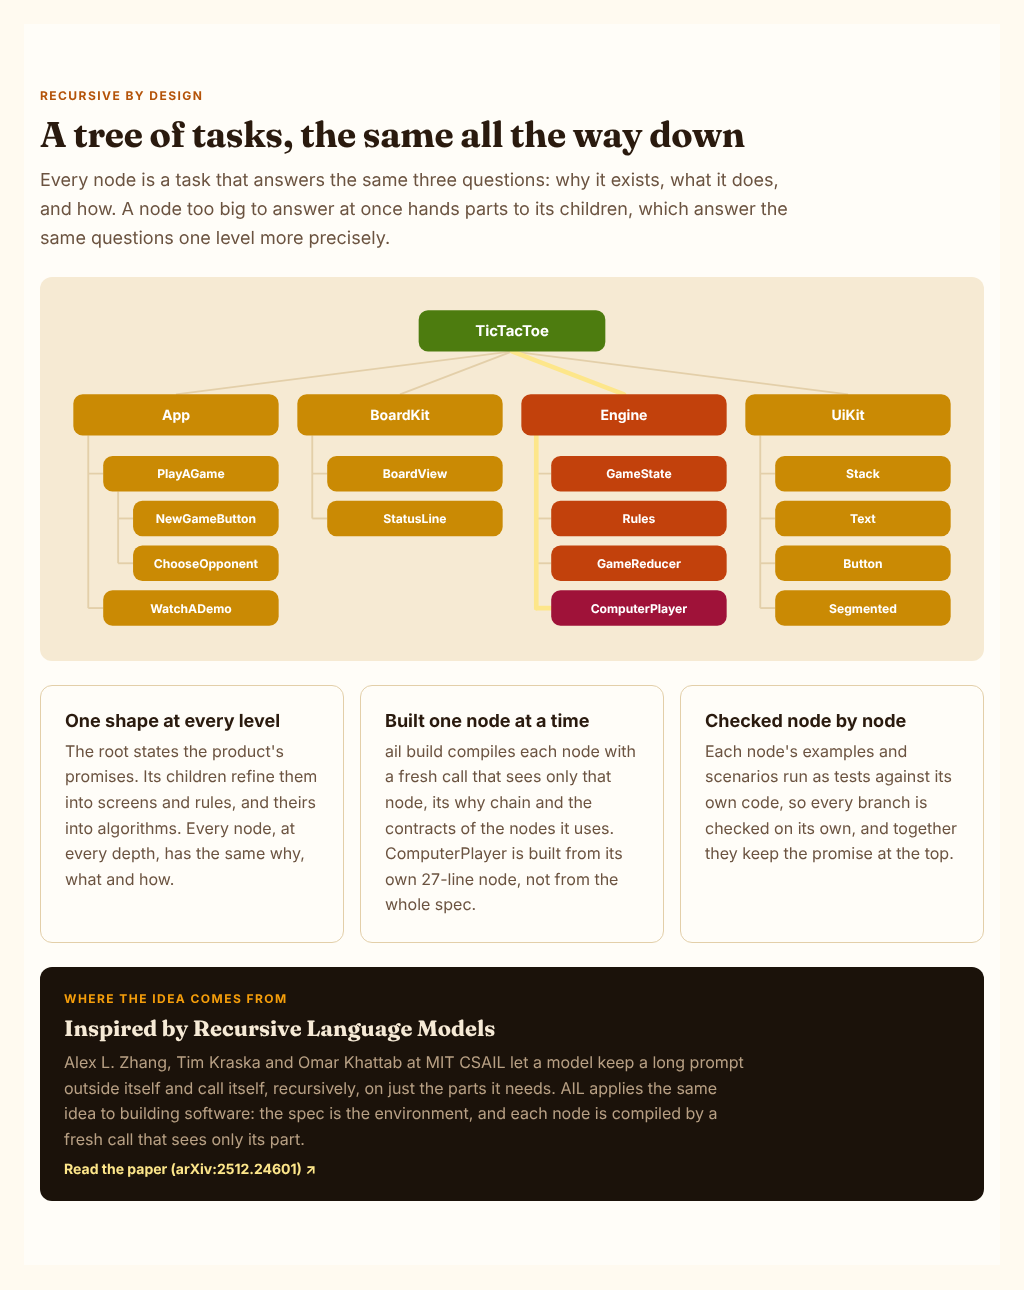 RECURSIVE BY DESIGN
A tree of tasks, the same all the way down
Every node is a task that answers the same three questions: why it exists, what it does,
and how. A node too big to answer at once hands parts to its children, which answer the
same questions one level more precisely.
TicTacToe
App
BoardKit
Engine
UiKit
PlayAGame
BoardView
GameState
Stack
NewGameButton
StatusLine
Rules
Text
ChooseOpponent
GameReducer
Button
WatchADemo
ComputerPlayer
Segmented
One shape at every level
The root states the product's
promises. Its children refine them
into screens and rules, and theirs
into algorithms. Every node, at
every depth, has the same why,
what and how.
Built one node at a time
ail build compiles each node with
a fresh call that sees only that
node, its why chain and the
contracts of the nodes it uses.
ComputerPlayer is built from its
own 27-line node, not from the
whole spec.
Checked node by node
Each node's examples and
scenarios run as tests against its
own code, so every branch is
checked on its own, and together
they keep the promise at the top.
WHERE THE IDEA COMES FROM
Inspired by Recursive Language Models
Alex L. Zhang, Tim Kraska and Omar Khattab at MIT CSAIL let a model keep a long prompt
outside itself and call itself, recursively, on just the parts it needs. AIL applies the same
idea to building software: the spec is the environment, and each node is compiled by a
fresh call that sees only its part.
Read the paper (arXiv:2512.24601) ↗